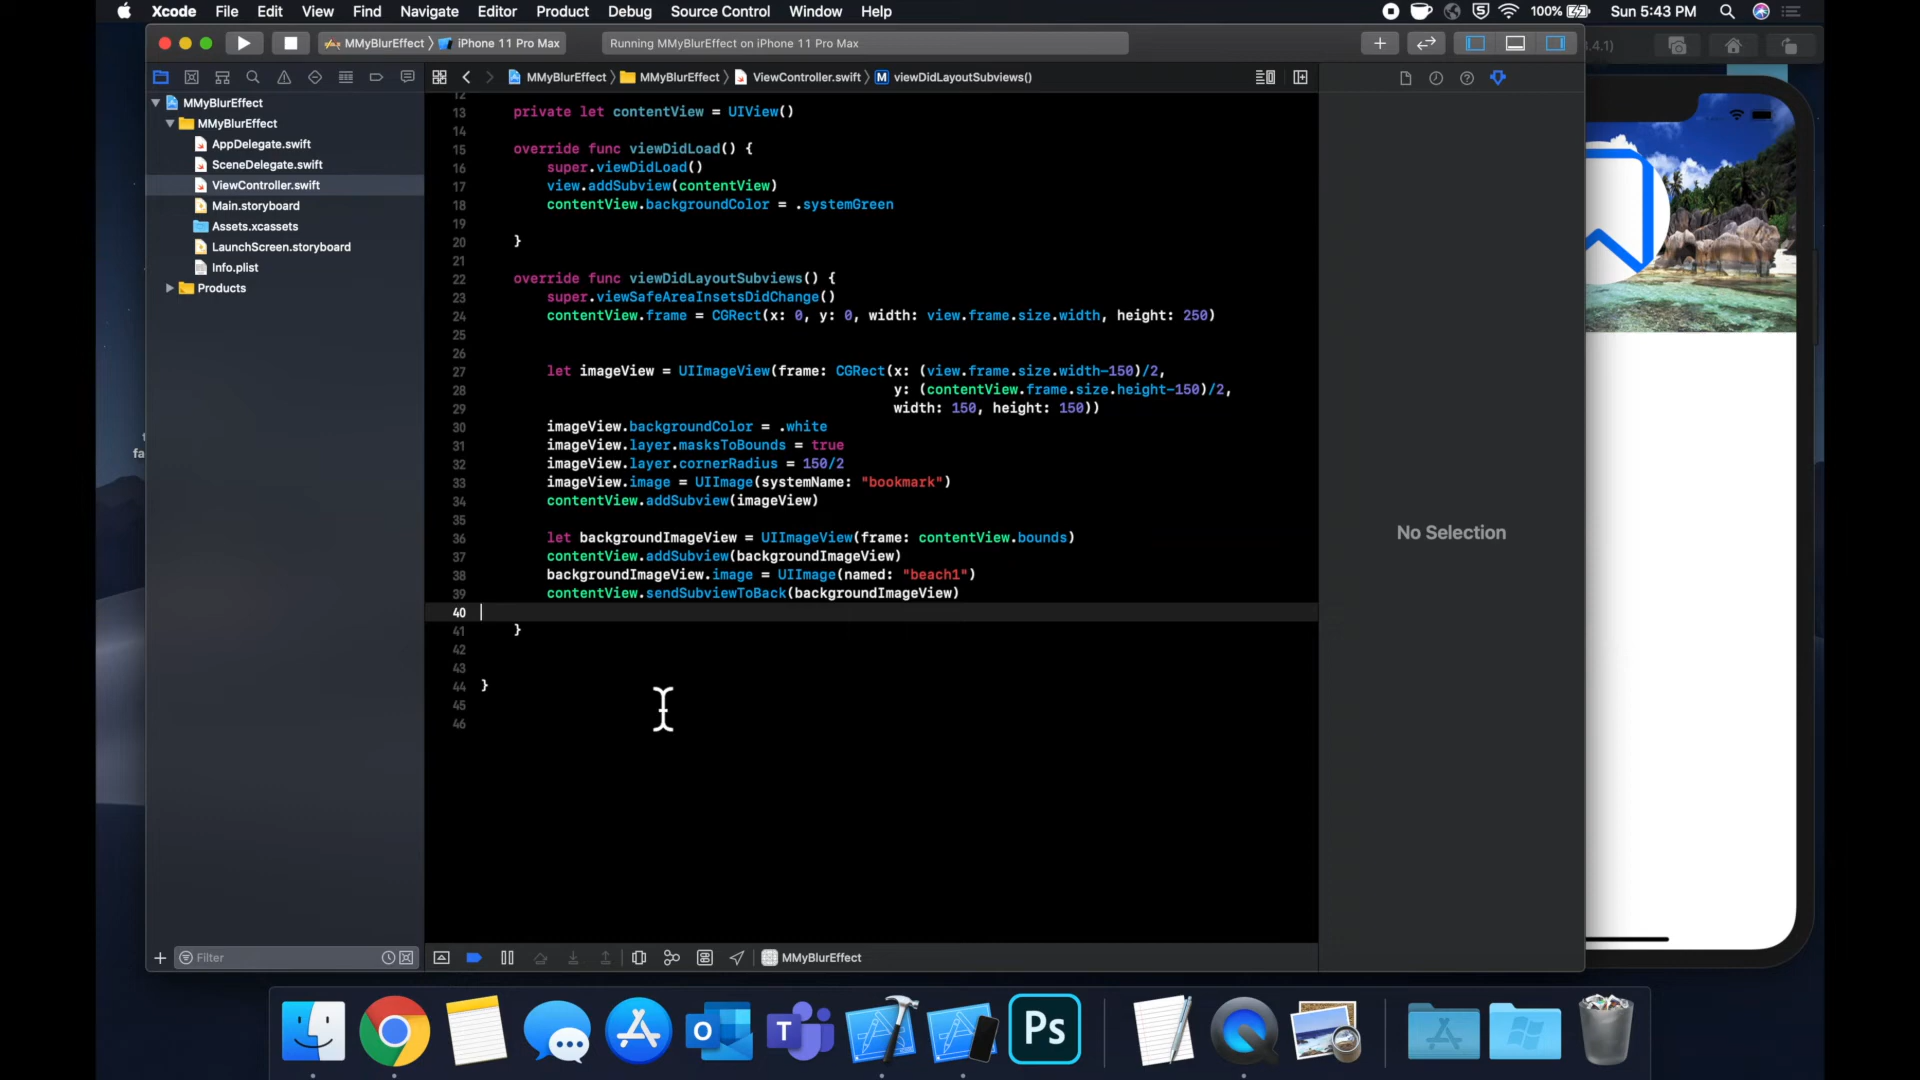 Xcode File Edit View Find Navigate Editor Product Debug Source Control Window Help 100% Sun 5:43 PM
MMyBlurEffect iPhone 11 Pro Max Running MMyBlurEffect on iPhone 11 Pro Max .4.1)
MMyBlurEffect MMyBlurEffect ViewController.swift M viewDidLayoutSubviews()
MMyBlurEffect
MMyBlurEffect
AppDelegate.swift
SceneDelegate.swift
ViewController.swift
Main.storyboard
Assets.xcassets
LaunchScreen.storyboard
Info.plist
Products
12
13 private let contentView = UIView()
14
15 override func viewDidLoad() {
16 super.viewDidLoad()
17 view.addSubview(contentView)
18 contentView.backgroundColor = .systemGreen
19
20 }
21
22 override func viewDidLayoutSubviews() {
23 super.viewSafeAreaInsetsDidChange()
24 contentView.frame = CGRect(x: 0, y: 0, width: view.frame.size.width, height: 250)
25
26
27 let imageView = UIImageView(frame: CGRect(x: (view.frame.size.width-150)/2,
28 y: (contentView.frame.size.height-150)/2,
29 width: 150, height: 150))
30 imageView.backgroundColor = .white
31 imageView.layer.masksToBounds = true
32 imageView.layer.cornerRadius = 150/2
33 imageView.image = UIImage(systemName: "bookmark")
34 contentView.addSubview(imageView)
35
36 let backgroundImageView = UIImageView(frame: contentView.bounds)
37 contentView.addSubview(backgroundImageView)
38 backgroundImageView.image = UIImage(named: "beach1")
39 contentView.sendSubviewToBack(backgroundImageView)
40
41 }
42
43
44 }
45
46
No Selection
Filter
MMyBlurEffect
Ps